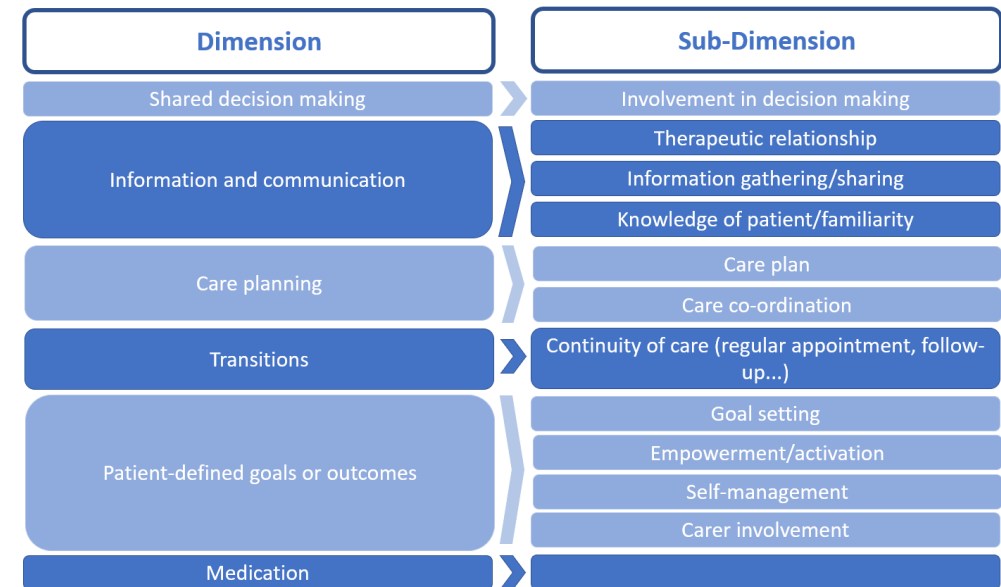 Dimension
Sub-Dimension
Shared decision making
Involvement in decision making
Information and communication
Therapeutic relationship
Information gathering/sharing
Knowledge of patient/familiarity
Care planning
Care plan
Care co-ordination
Transitions
Continuity of care (regular appointment, follow-
up...)
Patient-defined goals or outcomes
Goal setting
Empowerment/activation
Self-management
Carer involvement
Medication